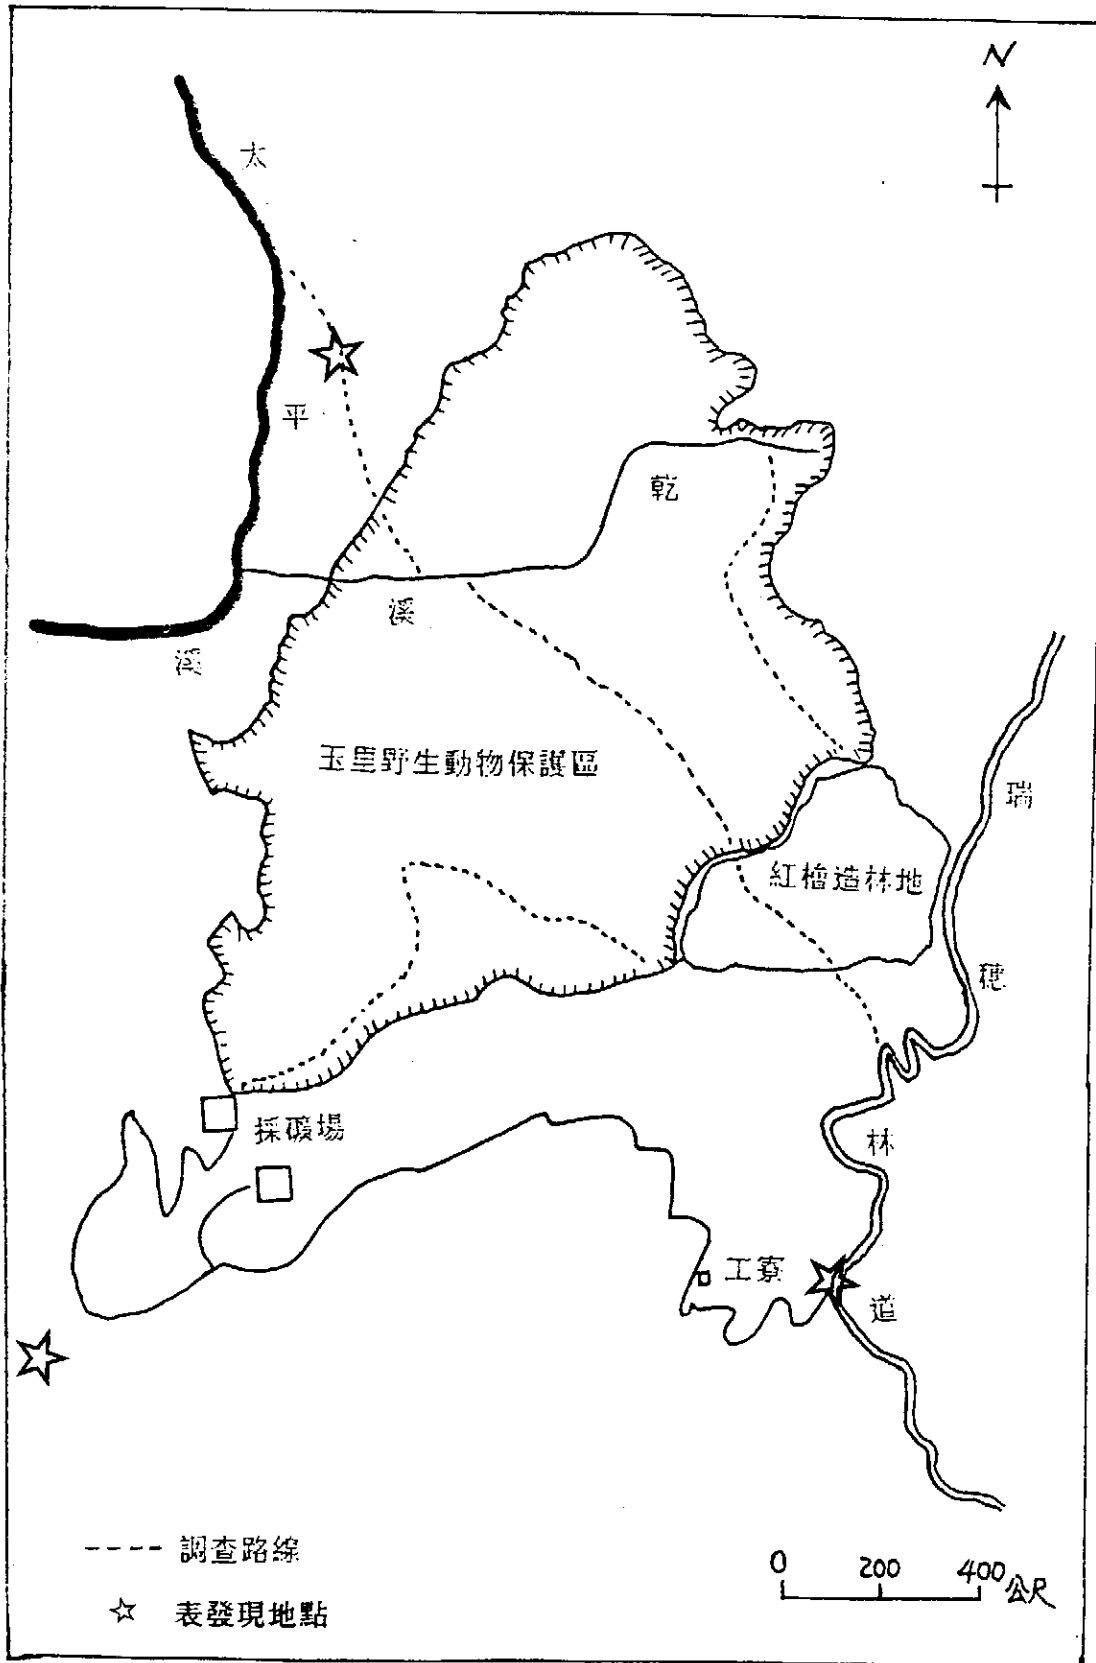 N
太平溪
乾溪
玉里野生動物保護區
紅檜造林地
瑞穗林道
採礦場
工寮
調查路線
☆ 表發現地點
0 200 400公尺